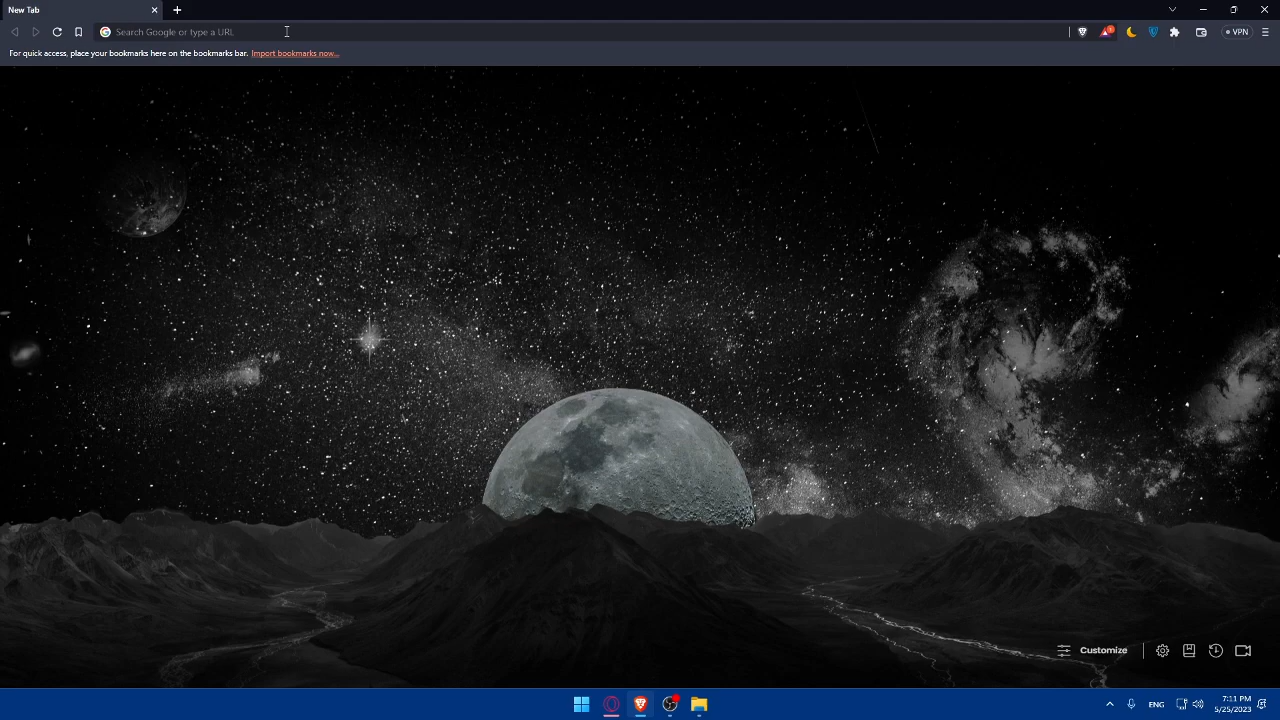 New Tab
Search Google or type a URL
VPN
For quick access, place your bookmarks here on the bookmarks bar. Import bookmarks now...
Customize
ENG
7:11 PM
5/25/2023